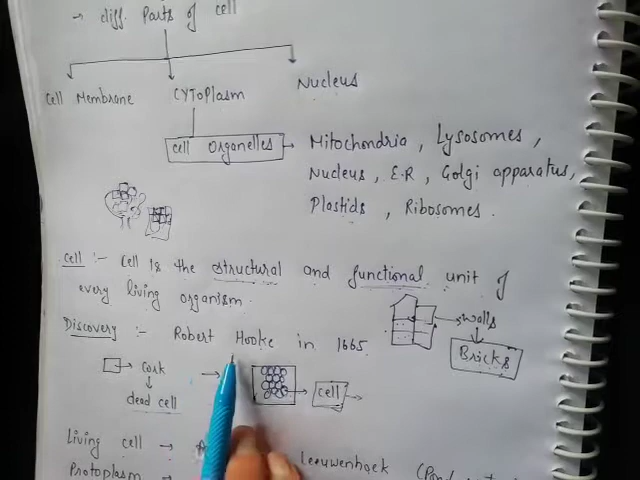 → diff. Parts of cell
Cell Membrane CYToplasm Nucleus
Cell Organelles → Mitochondria, Lysosomes,
Nucleus, E.R, Golgi apparatus,
Plastids, Ribosomes.
Cell :- Cell is the structural and functional unit of
every living organism.
→ walls
Discovery :- Robert Hooke in 1665.
Bricks
→ Cork → → cell →
↓
dead cell
Living cell → Leeuwenhoek
Protoplasm →